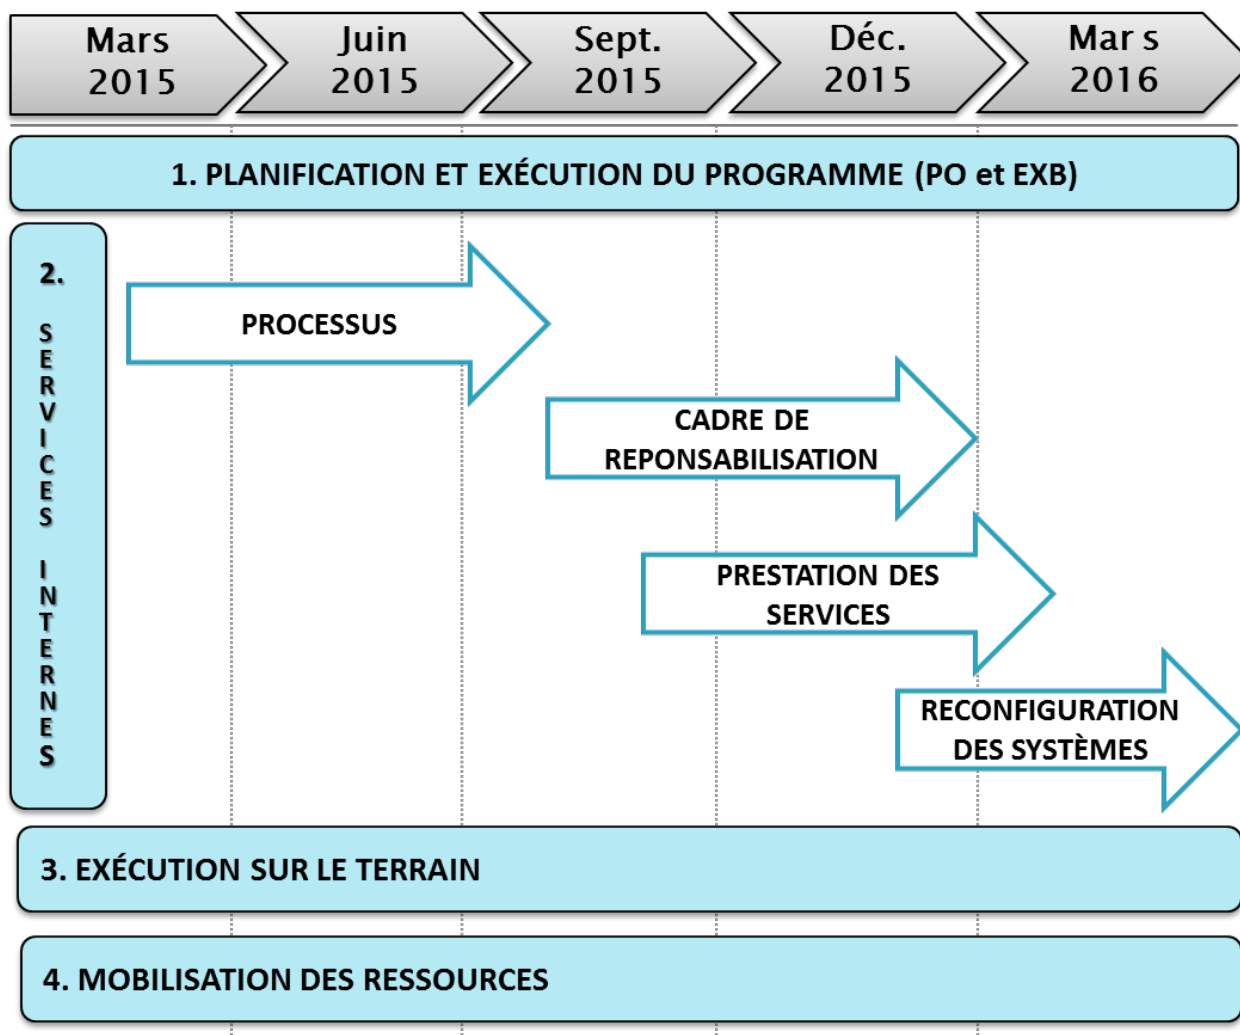 Mars
2015
Juin
2015
Sept.
2015
Déc.
2015
Mar s
2016
1. PLANIFICATION ET EXÉCUTION DU PROGRAMME (PO et EXB)
2.
SERVICES INTERNES
PROCESSUS
CADRE DE
REPONSABILISATION
PRESTATION DES
SERVICES
RECONFIGURATION
DES SYSTÈMES
3. EXÉCUTION SUR LE TERRAIN
4. MOBILISATION DES RESSOURCES